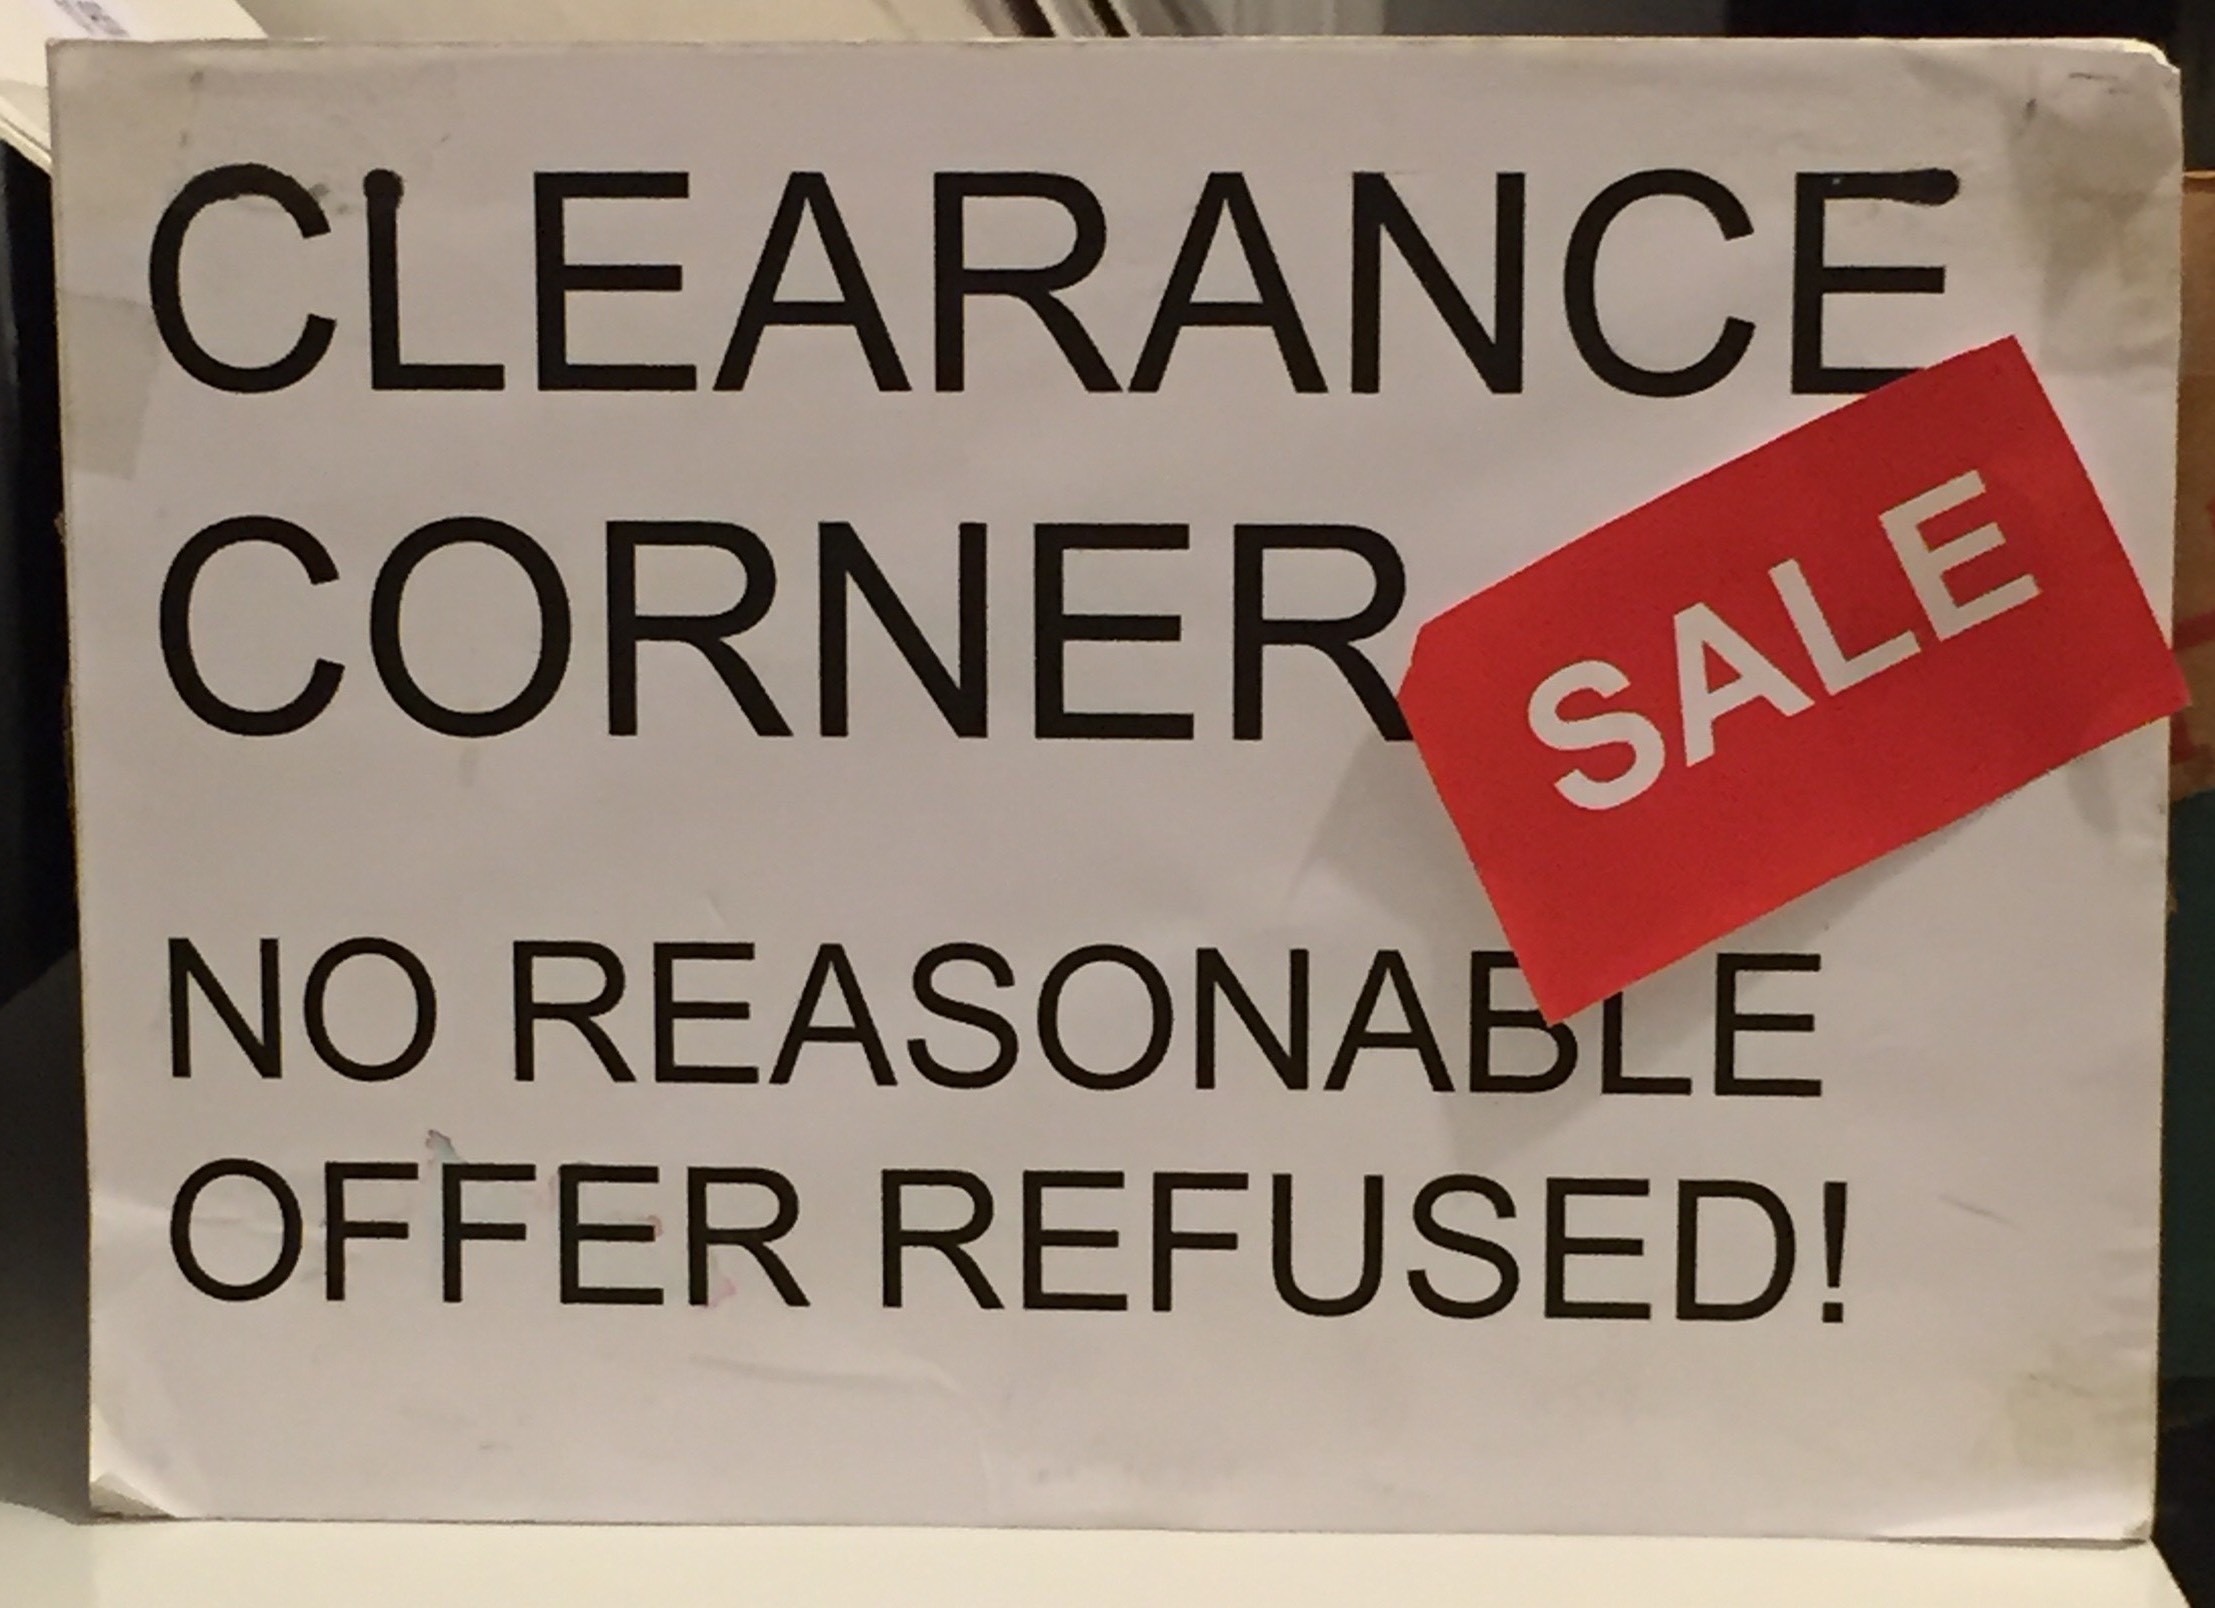 CLEARANCE
CORNER
SALE
NO REASONABLE
OFFER REFUSED!